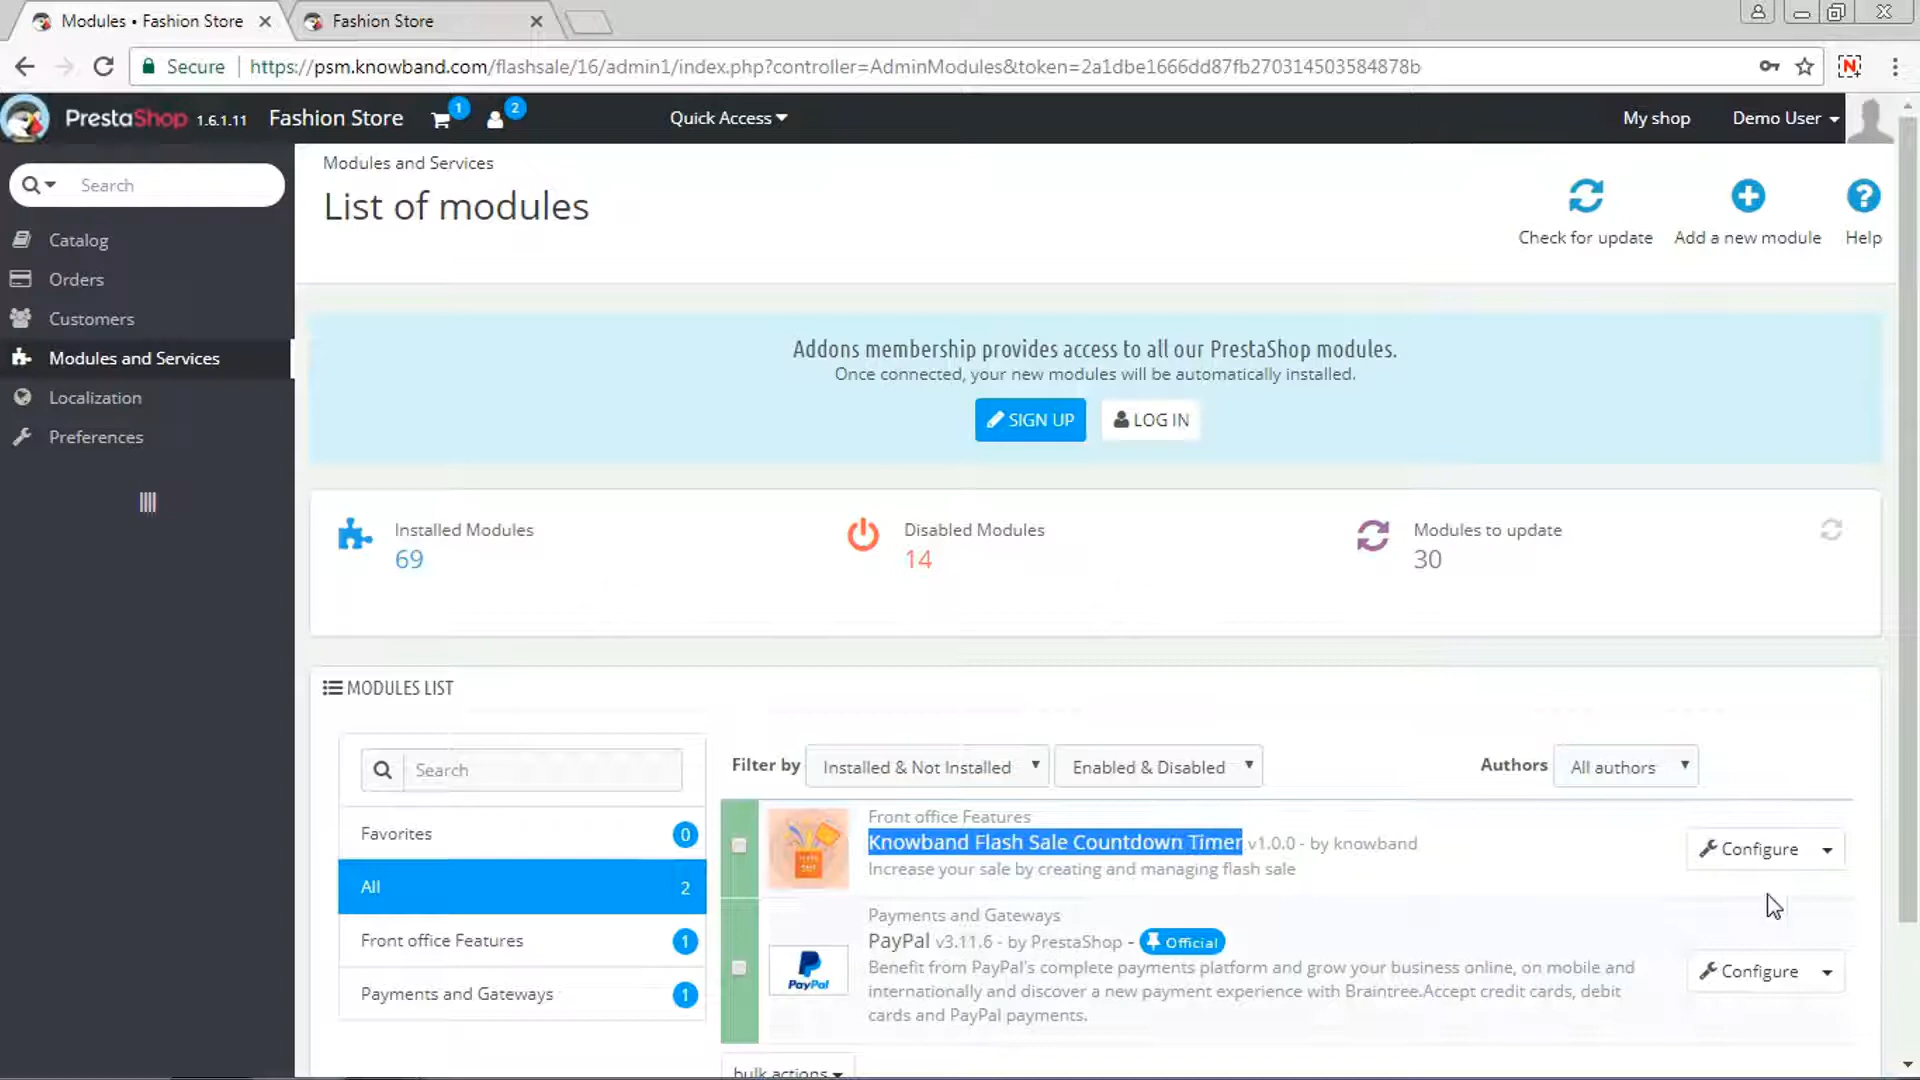 Modules • Fashion Store
Fashion Store
Secure https://psm.knowband.com/flashsale/16/admin1/index.php?controller=AdminModules&token=2a1dbe1666dd87fb270314503584878b
PrestaShop 1.6.1.11 Fashion Store 1 2 Quick Access My shop Demo User
Search
Catalog
Orders
Customers
Modules and Services
Localization
Preferences
Modules and Services
List of modules
Check for update
Add a new module
Help
Addons membership provides access to all our PrestaShop modules.
Once connected, your new modules will be automatically installed.
SIGN UP
LOG IN
Installed Modules
69
Disabled Modules
14
Modules to update
30
MODULES LIST
Search
Favorites 0
All 2
Front office Features 1
Payments and Gateways 1
Filter by Installed & Not Installed Enabled & Disabled Authors All authors
Front office Features
Knowband Flash Sale Countdown Timer v1.0.0 - by knowband
Increase your sale by creating and managing flash sale
Configure
Payments and Gateways
PayPal v3.11.6 - by PrestaShop - Official
PayPal
Benefit from PayPal's complete payments platform and grow your business online, on mobile and
internationally and discover a new payment experience with Braintree.Accept credit cards, debit
cards and PayPal payments.
Configure
bulk actions